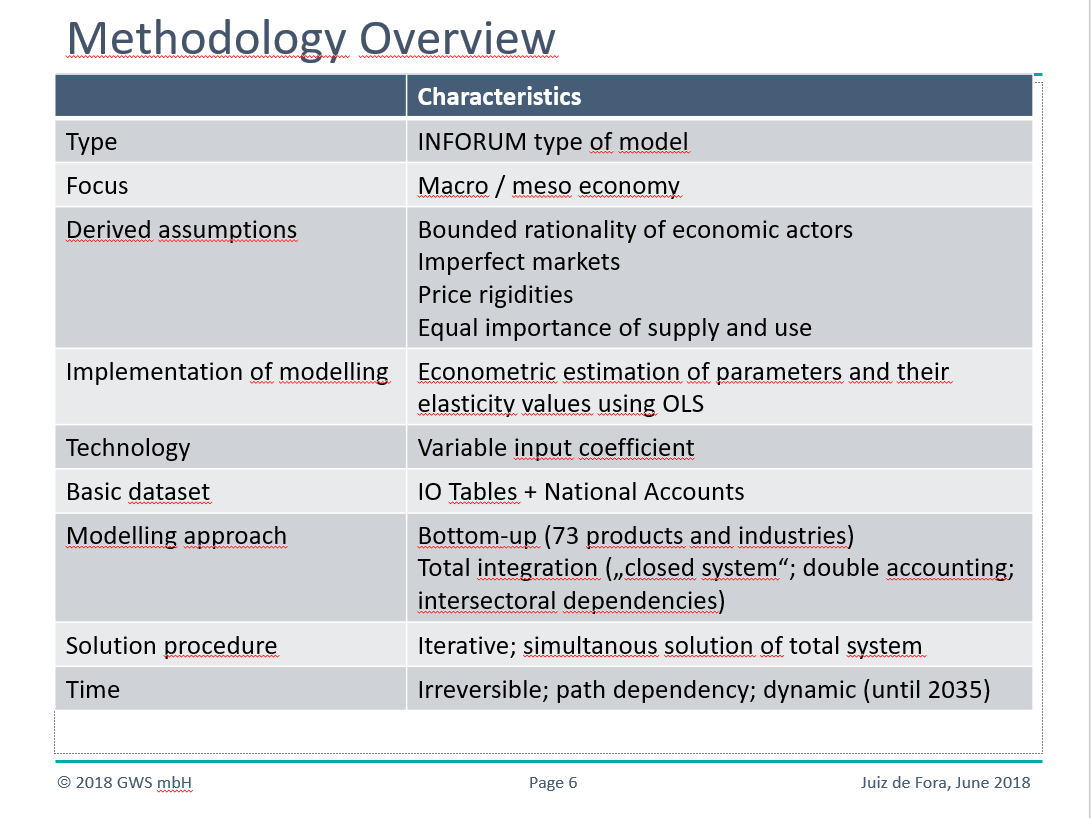 Methodology Overview
Characteristics
Type
INFORUM type of model
Focus
Macro / meso economy
Derived assumptions
Bounded rationality of economic actors
Imperfect markets
Price rigidities
Equal importance of supply and use
Implementation of modelling
Econometric estimation of parameters and their
elasticity values using OLS
Technology
Variable input coefficient
Basic dataset
IO Tables + National Accounts
Modelling approach
Bottom-up (73 products and industries)
Total integration („closed system“; double accounting;
intersectoral dependencies)
Solution procedure
Iterative; simultanous solution of total system
Time
Irreversible; path dependency; dynamic (until 2035)
© 2018 GWS mbH
Page 6
Juiz de Fora, June 2018